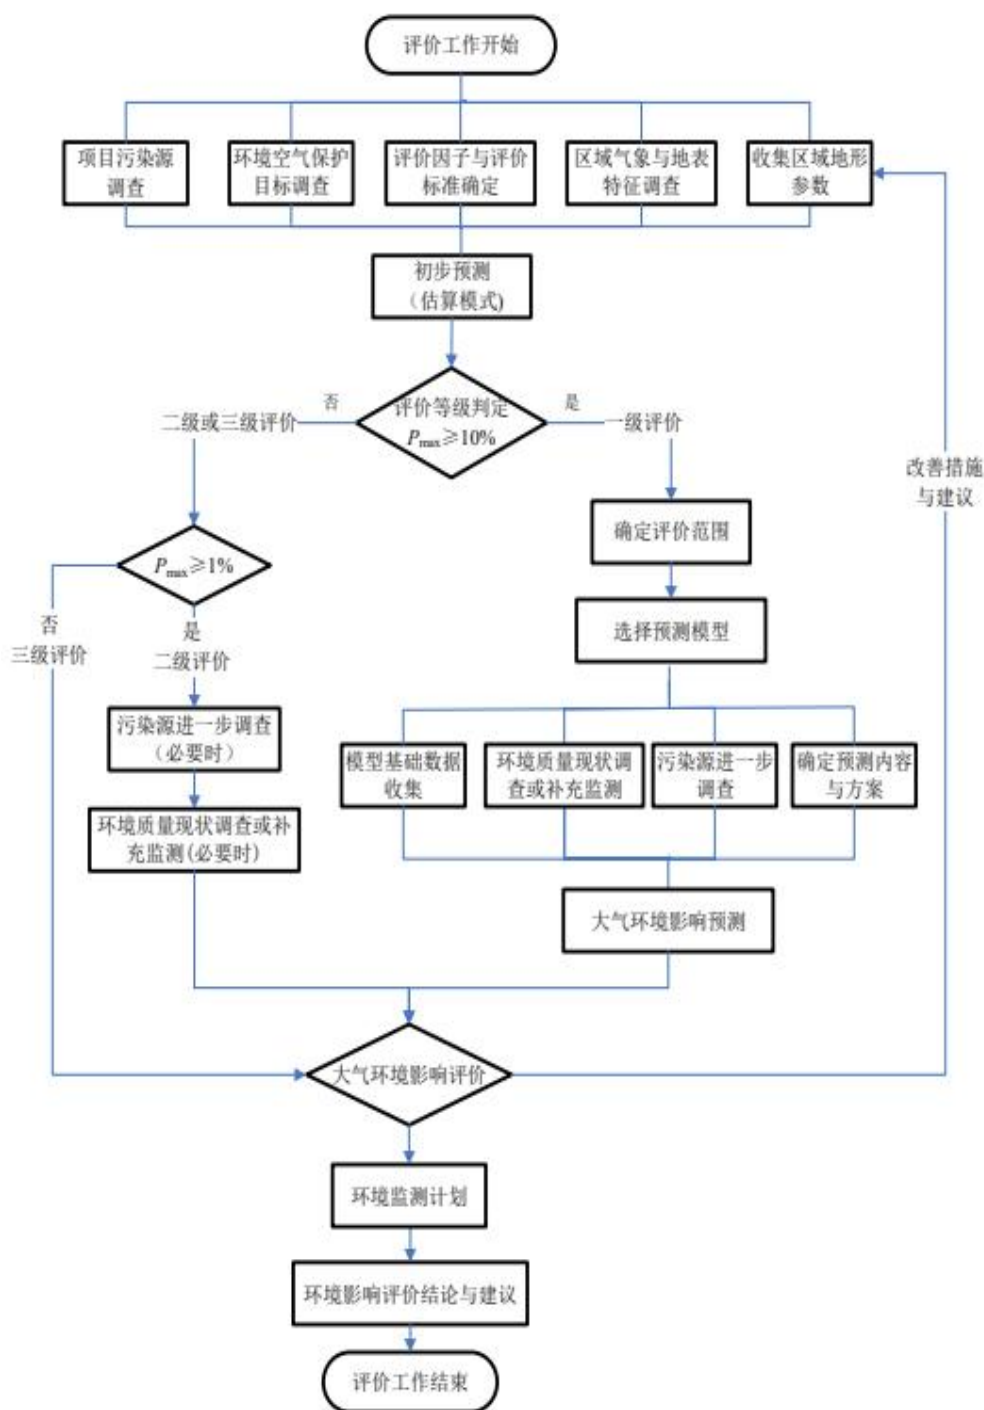 评价工作开始
项目污染源
调查
环境空气保护
目标调查
评价因子与评价
标准确定
区域气象与地表
特征调查
收集区域地形
参数
初步预测
（估算模式)
否
评价等级判定
Pmax≥10%
是
二级或三级评价
一级评价
改善措施
与建议
确定评价范围
Pmax≥1%
选择预测模型
否
三级评价
是
二级评价
污染源进一步调查
（必要时）
模型基础数据
收集
环境质量现状调
查或补充监测
污染源进一步
调查
确定预测内容
与方案
环境质量现状调查或补
充监测(必要时)
大气环境影响预测
大气环境影响评价
环境监测计划
环境影响评价结论与建议
评价工作结束